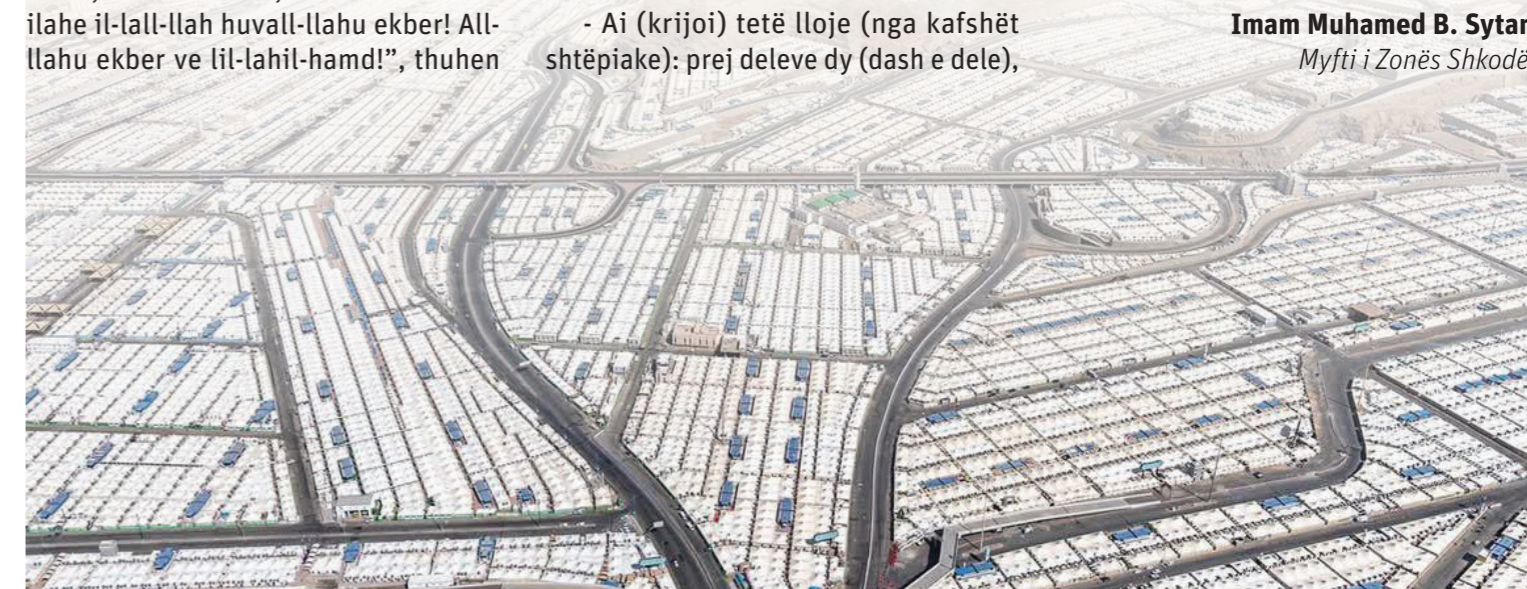 ilahe il-lall-llah huvall-llahu ekber! All-
llahu ekber ve lil-lahil-hamd!”, thuhen
- Ai (krijoi) tetë lloje (nga kafshët
shtëpiake): prej deleve dy (dash e dele),
Imam Muhamed B. Sytar
Myfti i Zonës Shkodë